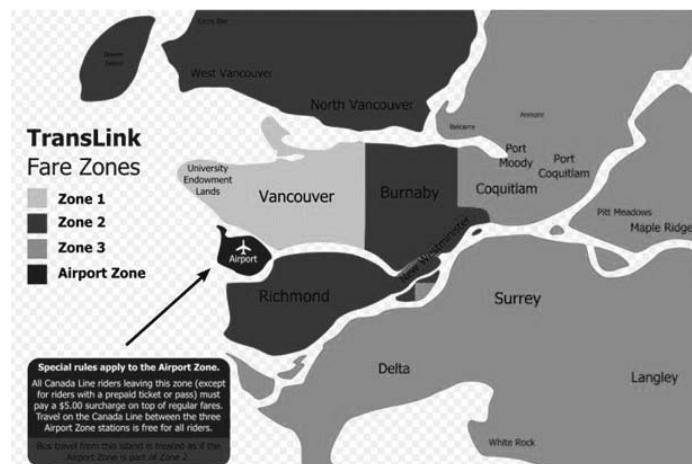 Lions Bay
Bowen
Island
West Vancouver
North Vancouver
Anmore
Belcarra
TransLink
Fare Zones
Zone 1
Zone 2
Zone 3
Airport Zone
University
Endowment
Lands
Vancouver
Burnaby
Port
Moody
Port
Coquitlam
Coquitlam
Pitt Meadows
Maple Ridge
New Westminster
Airport
Richmond
Surrey
Delta
Langley
White Rock
Special rules apply to the Airport Zone.
All Canada Line riders leaving this zone (except
for riders with a prepaid ticket or pass) must
pay a $5.00 surcharge on top of regular fares.
Travel on the Canada Line between the three
Airport Zone stations is free for all riders.
Bus travel from this island is treated as if the
Airport Zone is part of Zone 2.